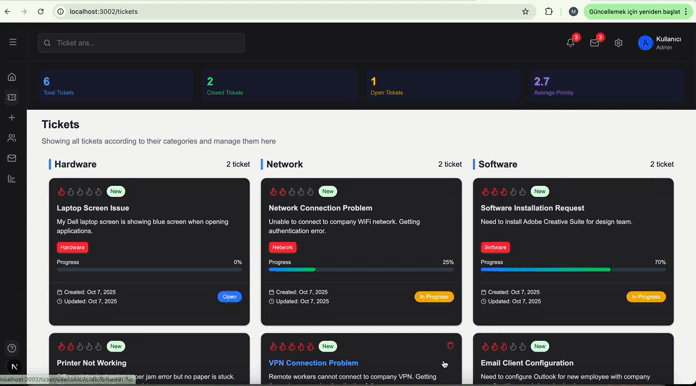 localhost:3002/tickets
Güncellemek için yeniden başlat
M
Ticket ara...
3
3
Kullanıcı
Admin
6
Total Tickets
2
Closed Tickets
1
Open Tickets
2.7
Average Priority
Tickets
Showing all tickets according to their categories and manage them here
Hardware 2 ticket
Network 2 ticket
Software 2 ticket
New
New
New
Laptop Screen Issue
My Dell laptop screen is showing blue screen when opening
applications.
Hardware
Progress 0%
Created: Oct 7, 2025
Updated: Oct 7, 2025
Open
Network Connection Problem
Unable to connect to company WiFi network. Getting
authentication error.
Network
Progress 25%
Created: Oct 7, 2025
Updated: Oct 7, 2025
In Progress
Software Installation Request
Need to install Adobe Creative Suite for design team.
Software
Progress 70%
Created: Oct 7, 2025
Updated: Oct 7, 2025
In Progress
New
New
New
Printer Not Working
jam error but no paper is stuck.
VPN Connection Problem
Remote workers cannot connect to company VPN. Getting
Email Client Configuration
Need to configure Outlook for new employee with company
N